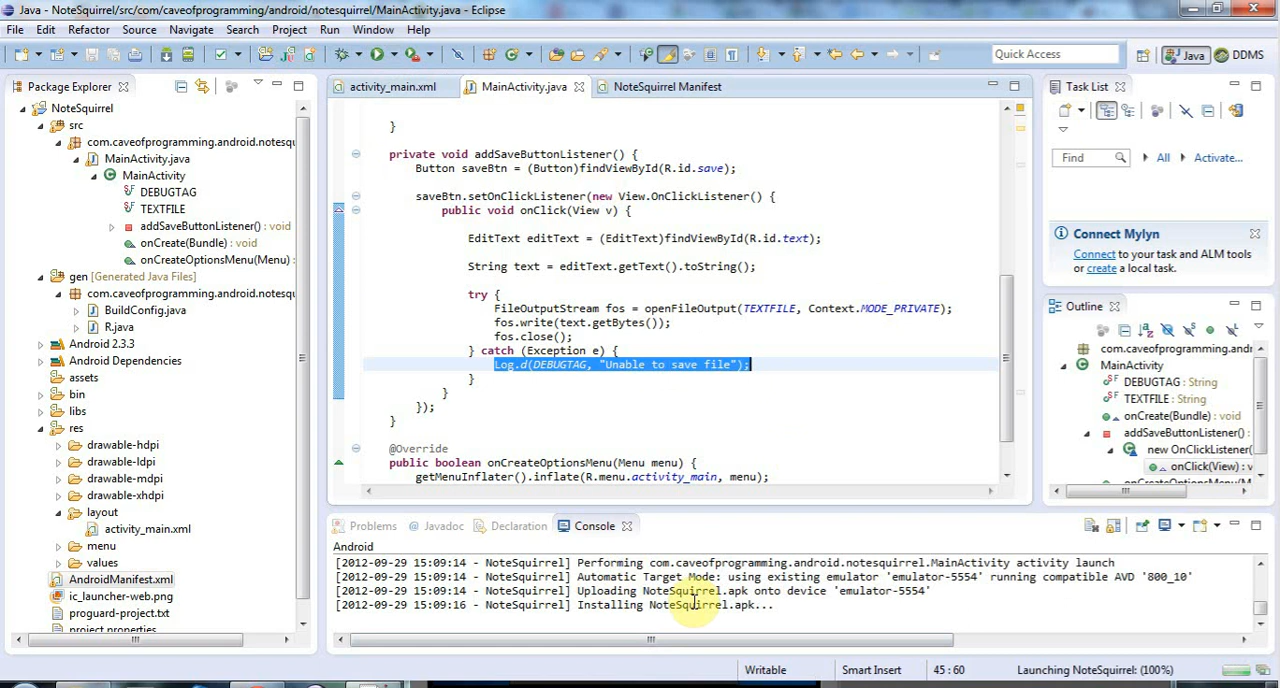 Java - NoteSquirrel/src/com/caveofprogramming/android/notesquirrel/MainActivity.java - Eclipse
File Edit Refactor Source Navigate Search Project Run Window Help
Quick Access
Java
DDMS
Package Explorer
NoteSquirrel
src
com.caveofprogramming.android.notesqu
MainActivity.java
MainActivity
DEBUGTAG
TEXTFILE
addSaveButtonListener() : void
onCreate(Bundle) : void
onCreateOptionsMenu(Menu) :
gen [Generated Java Files]
com.caveofprogramming.android.notesqu
BuildConfig.java
R.java
Android 2.3.3
Android Dependencies
assets
bin
libs
res
drawable-hdpi
drawable-ldpi
drawable-mdpi
drawable-xhdpi
layout
activity_main.xml
menu
values
AndroidManifest.xml
ic_launcher-web.png
proguard-project.txt
project.properties
activity_main.xml
MainActivity.java
NoteSquirrel Manifest
}
private void addSaveButtonListener() {
Button saveBtn = (Button)findViewById(R.id.save);
saveBtn.setOnClickListener(new View.OnClickListener() {
public void onClick(View v) {
EditText editText = (EditText)findViewById(R.id.text);
String text = editText.getText().toString();
try {
FileOutputStream fos = openFileOutput(TEXTFILE, Context.MODE_PRIVATE);
fos.write(text.getBytes());
fos.close();
} catch (Exception e) {
Log.d(DEBUGTAG, "Unable to save file");
}
}
});
}
@Override
public boolean onCreateOptionsMenu(Menu menu) {
getMenuInflater().inflate(R.menu.activity_main, menu);
Problems
Javadoc
Declaration
Console
Android
[2012-09-29 15:09:14 - NoteSquirrel] Performing com.caveofprogramming.android.notesquirrel.MainActivity activity launch
[2012-09-29 15:09:14 - NoteSquirrel] Automatic Target Mode: using existing emulator 'emulator-5554' running compatible AVD '800_10'
[2012-09-29 15:09:14 - NoteSquirrel] Uploading NoteSquirrel.apk onto device 'emulator-5554'
[2012-09-29 15:09:16 - NoteSquirrel] Installing NoteSquirrel.apk...
Task List
Find
All
Activate...
Connect Mylyn
Connect to your task and ALM tools
or create a local task.
Outline
com.caveofprogramming.andro
MainActivity
DEBUGTAG : String
TEXTFILE : String
onCreate(Bundle) : void
addSaveButtonListener() :
new OnClickListener
onClick(View) : v
onCreateOptionsMenu(M
Writable
Smart Insert
45 : 60
Launching NoteSquirrel: (100%)